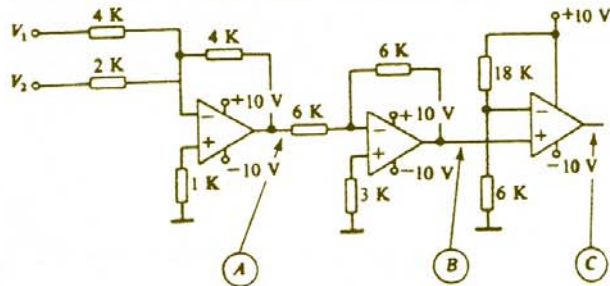 4 K
V₁
4 K
6 K
+10 V
2 K
V₂
+10 V
6 K
+10 V
18 K
−
+
−10 V
1 K
−
+
−10 V
3 K
−
+
−10 V
6 K
A
B
C